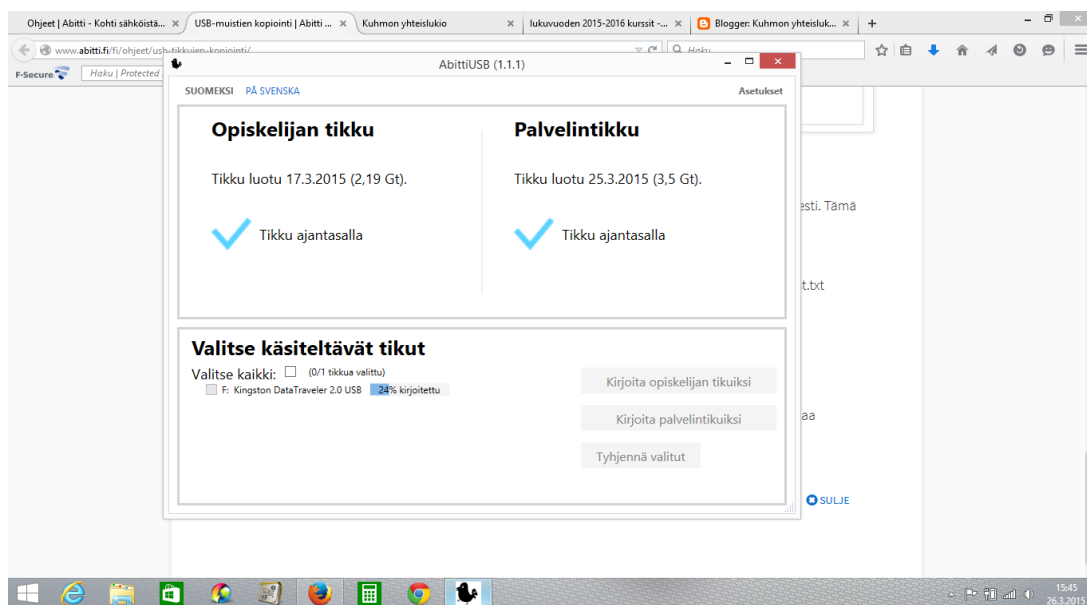 Ohjeet | Abitti - Kohti sähköistä...
USB-muistien kopiointi | Abitti ...
Kuhmon yhteislukio
lukuvuoden 2015-2016 kurssit -...
Blogger: Kuhmon yhteisluk...
www.abitti.fi/fi/ohjeet/usb-tikkujen-kopiointi/
Haku
F-Secure
Haku | Protected
AbittiUSB (1.1.1)
SUOMEKSI PÅ SVENSKA Asetukset
Opiskelijan tikku
Tikku luotu 17.3.2015 (2,19 Gt).
Tikku ajantasalla
Palvelintikku
Tikku luotu 25.3.2015 (3,5 Gt).
Tikku ajantasalla
esti. Tämä
t.txt
aa
Valitse käsiteltävät tikut
Valitse kaikki: (0/1 tikkua valittu)
F: Kingston DataTraveler 2.0 USB 24% kirjoitettu
Kirjoita opiskelijan tikuiksi
Kirjoita palvelintikuiksi
Tyhjennä valitut
SULJE
15:45
26.3.2015